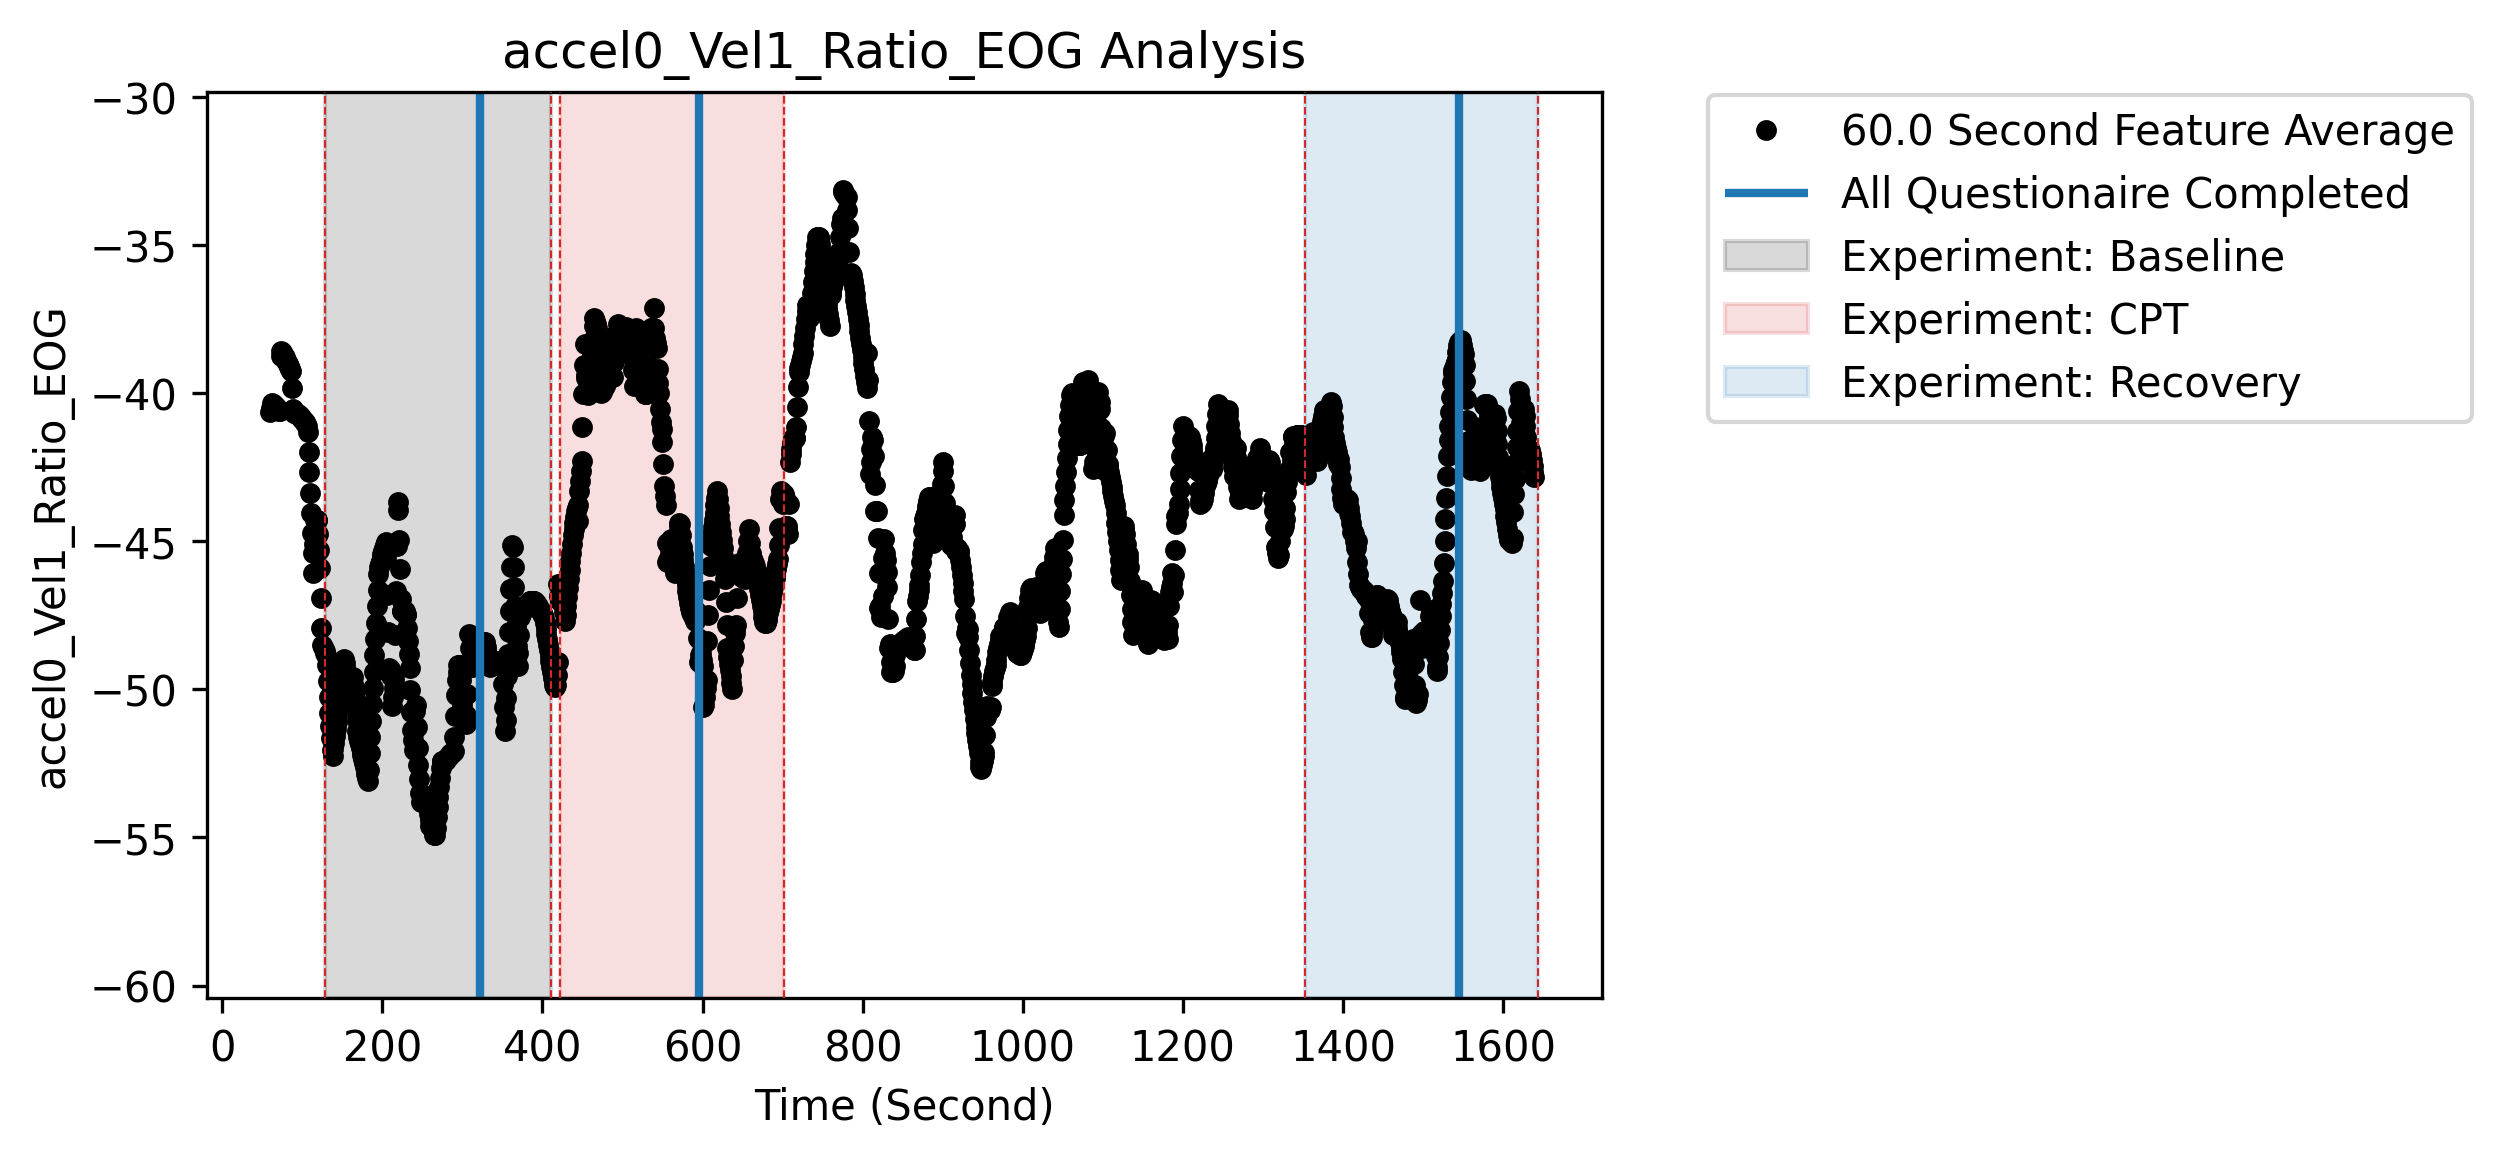 accel0_Vel1_Ratio_EOG Analysis
accel0_Vel1_Ratio_EOG
−30
−35
−40
−45
−50
−55
−60
0 200 400 600 800 1000 1200 1400 1600
Time (Second)
60.0 Second Feature Average
All Questionaire Completed
Experiment: Baseline
Experiment: CPT
Experiment: Recovery